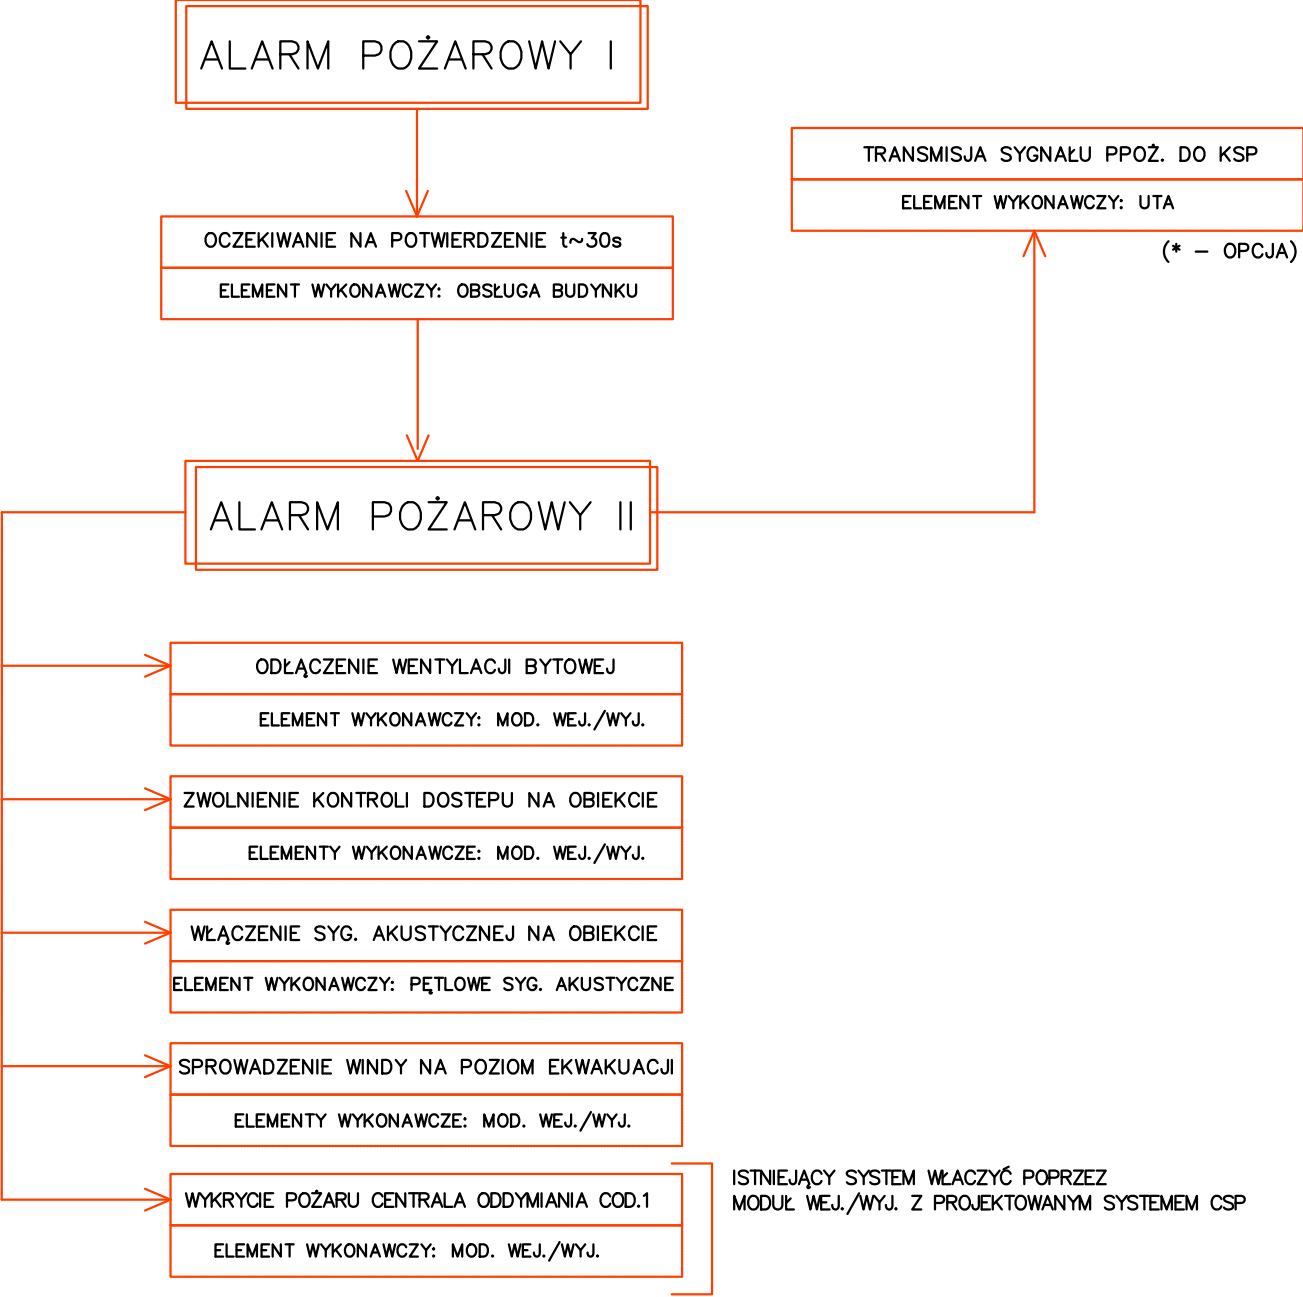 ALARM POŻAROWY I
TRANSMISJA SYGNAŁU PPOŻ. DO KSP
ELEMENT WYKONAWCZY: UTA
(* – OPCJA)
OCZEKIWANIE NA POTWIERDZENIE t~30s
ELEMENT WYKONAWCZY: OBSŁUGA BUDYNKU
ALARM POŻAROWY II
ODŁĄCZENIE WENTYLACJI BYTOWEJ
ELEMENT WYKONAWCZY: MOD. WEJ./WYJ.
ZWOLNIENIE KONTROLI DOSTEPU NA OBIEKCIE
ELEMENTY WYKONAWCZE: MOD. WEJ./WYJ.
WŁĄCZENIE SYG. AKUSTYCZNEJ NA OBIEKCIE
ELEMENT WYKONAWCZY: PĘTLOWE SYG. AKUSTYCZNE
SPROWADZENIE WINDY NA POZIOM EKWAKUACJI
ELEMENTY WYKONAWCZE: MOD. WEJ./WYJ.
WYKRYCIE POŻARU CENTRALA ODDYMIANIA COD.1
ELEMENT WYKONAWCZY: MOD. WEJ./WYJ.
ISTNIEJĄCY SYSTEM WŁACZYĆ POPRZEZ
MODUŁ WEJ./WYJ. Z PROJEKTOWANYM SYSTEMEM CSP